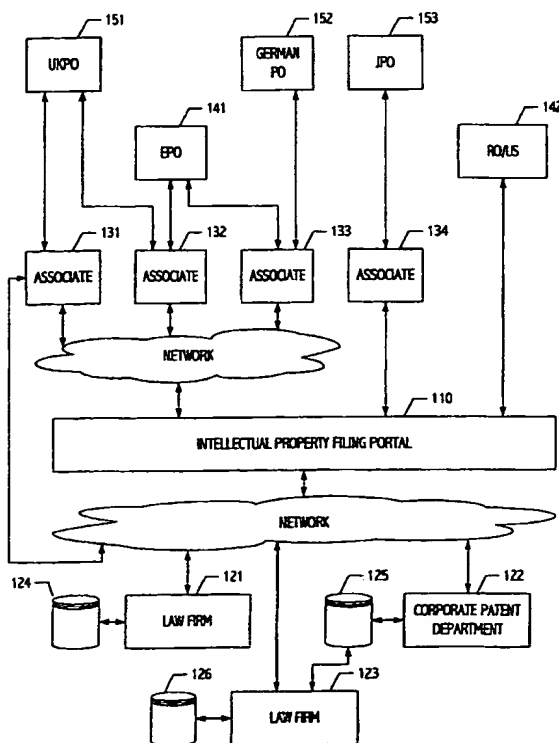 151
152
153
UKPO
GERMAN
PO
JPO
141
142
EPO
RO/US
131
132
133
134
ASSOCIATE
ASSOCIATE
ASSOCIATE
ASSOCIATE
NETWORK
110
INTELLECTUAL PROPERTY FILING PORTAL
NETWORK
124
121
125
122
LAW FIRM
CORPORATE PATENT
DEPARTMENT
126
123
LAW FIRM